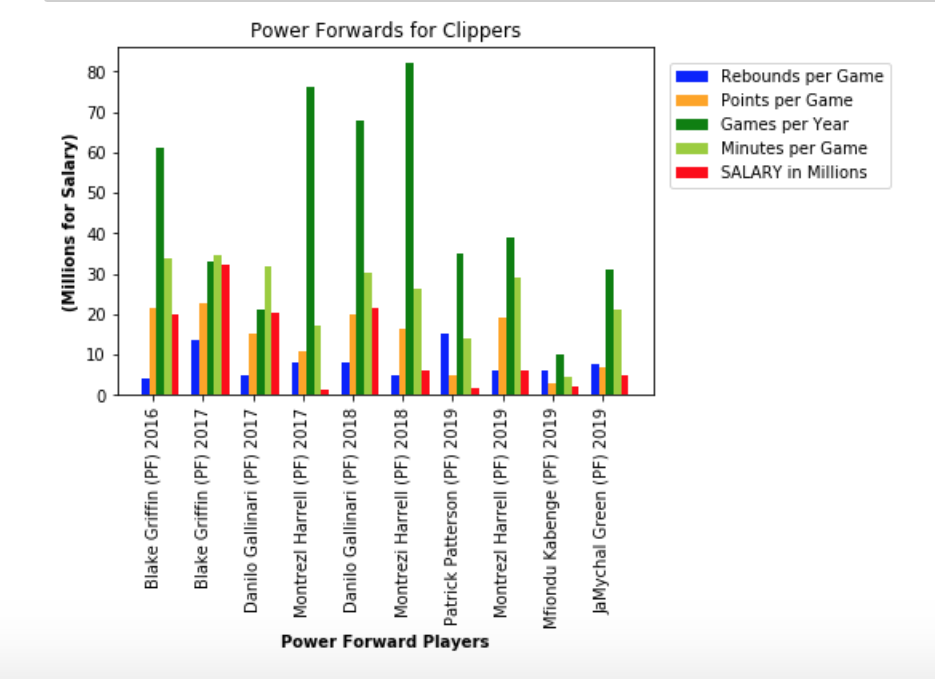 Power Forwards for Clippers
Rebounds per Game
Points per Game
Games per Year
Minutes per Game
SALARY in Millions
(Millions for Salary)
80
70
60
50
40
30
20
10
0
Blake Griffin (PF) 2016
Blake Griffin (PF) 2017
Danilo Gallinari (PF) 2017
Montrezl Harrell (PF) 2017
Danilo Gallinari (PF) 2018
Montrezi Harrell (PF) 2018
Patrick Patterson (PF) 2019
Montrezl Harrell (PF) 2019
Mfiondu Kabenge (PF) 2019
JaMychal Green (PF) 2019
Power Forward Players